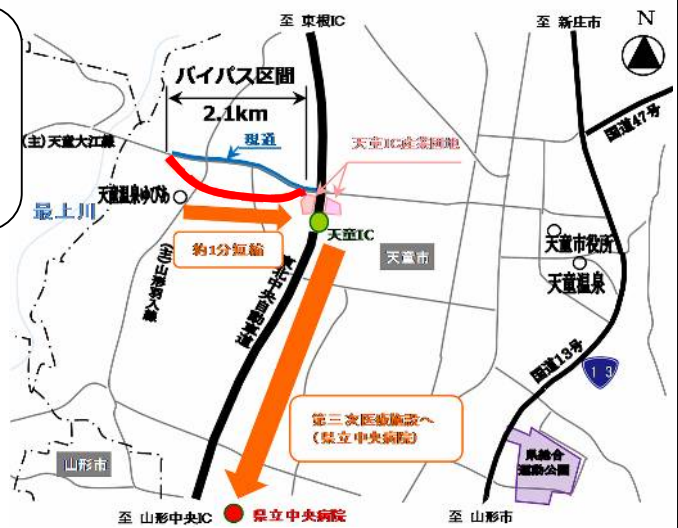 至 東根IC
至 新庄市
N
バイパス区間
2.1km
国道47号
(主)天童大江線
現道
天童IC産業団地
天童温泉ゆぴあ
最上川
天童IC
約1分短縮
天童市
天童市役所
天童温泉
(主)山形羽入線
東北中央自動車道
国道13号
13
第三次医療施設へ
(県立中央病院)
山形市
県総合
運動公園
至 山形中央IC
県立中央病院
至 山形市